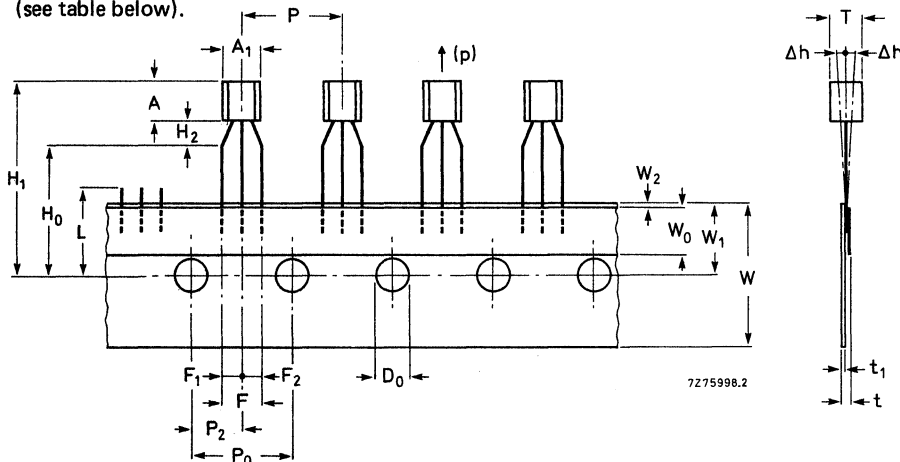 (see table below).
P
T
A1
(p)
Δh
Δh
A
H2
H1
H0
L
W2
W0
W1
W
F1
F2
D0
F
P2
P0
7Z75998.2
t1
t